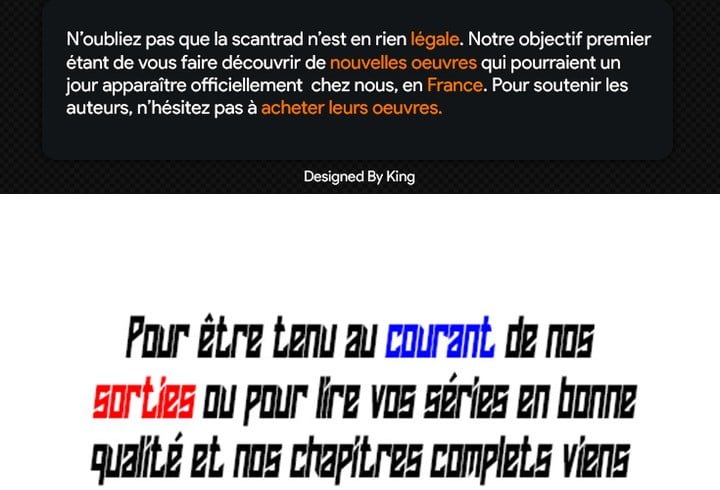 N'oubliez pas que la scantrad n'est en rien légale. Notre objectif premier
étant de vous faire découvrir de nouvelles oeuvres qui pourraient un
jour apparaître officiellement  chez nous, en France. Pour soutenir les
auteurs, n'hésitez pas à acheter leurs oeuvres.
Designed By King
Pour être tenu au courant de nos
sorties ou pour lire vos séries en bonne
qualité et nos chapitres complets viens